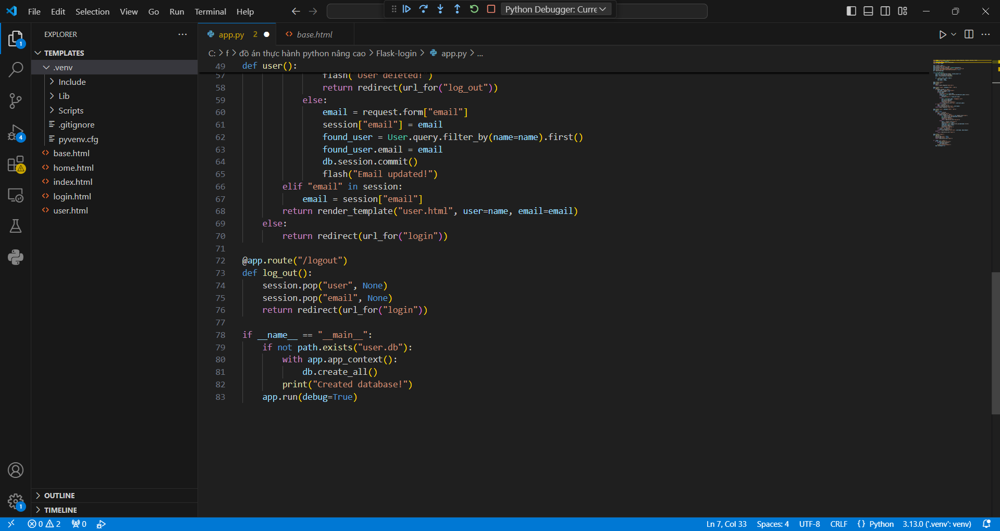 File Edit Selection View Go Run Terminal Help
Python Debugger: Curre
EXPLORER
TEMPLATES
.venv
Include
Lib
Scripts
.gitignore
pyvenv.cfg
base.html
home.html
index.html
login.html
user.html
OUTLINE
TIMELINE
1
4
1
app.py 2
base.html
C: > f > đồ án thực hành python nâng cao > Flask-login > app.py > ...
49 def user():
57 flash("User deleted!")
58 return redirect(url_for("log_out"))
59 else:
60 email = request.form["email"]
61 session["email"] = email
62 found_user = User.query.filter_by(name=name).first()
63 found_user.email = email
64 db.session.commit()
65 flash("Email updated!")
66 elif "email" in session:
67 email = session["email"]
68 return render_template("user.html", user=name, email=email)
69 else:
70 return redirect(url_for("login"))
71
72 @app.route("/logout")
73 def log_out():
74 session.pop("user", None)
75 session.pop("email", None)
76 return redirect(url_for("login"))
77
78 if __name__ == "__main__":
79 if not path.exists("user.db"):
80 with app.app_context():
81 db.create_all()
82 print("Created database!")
83 app.run(debug=True)
0 2 0 Ln 7, Col 33 Spaces: 4 UTF-8 CRLF {} Python 3.13.0 ('.venv': venv)